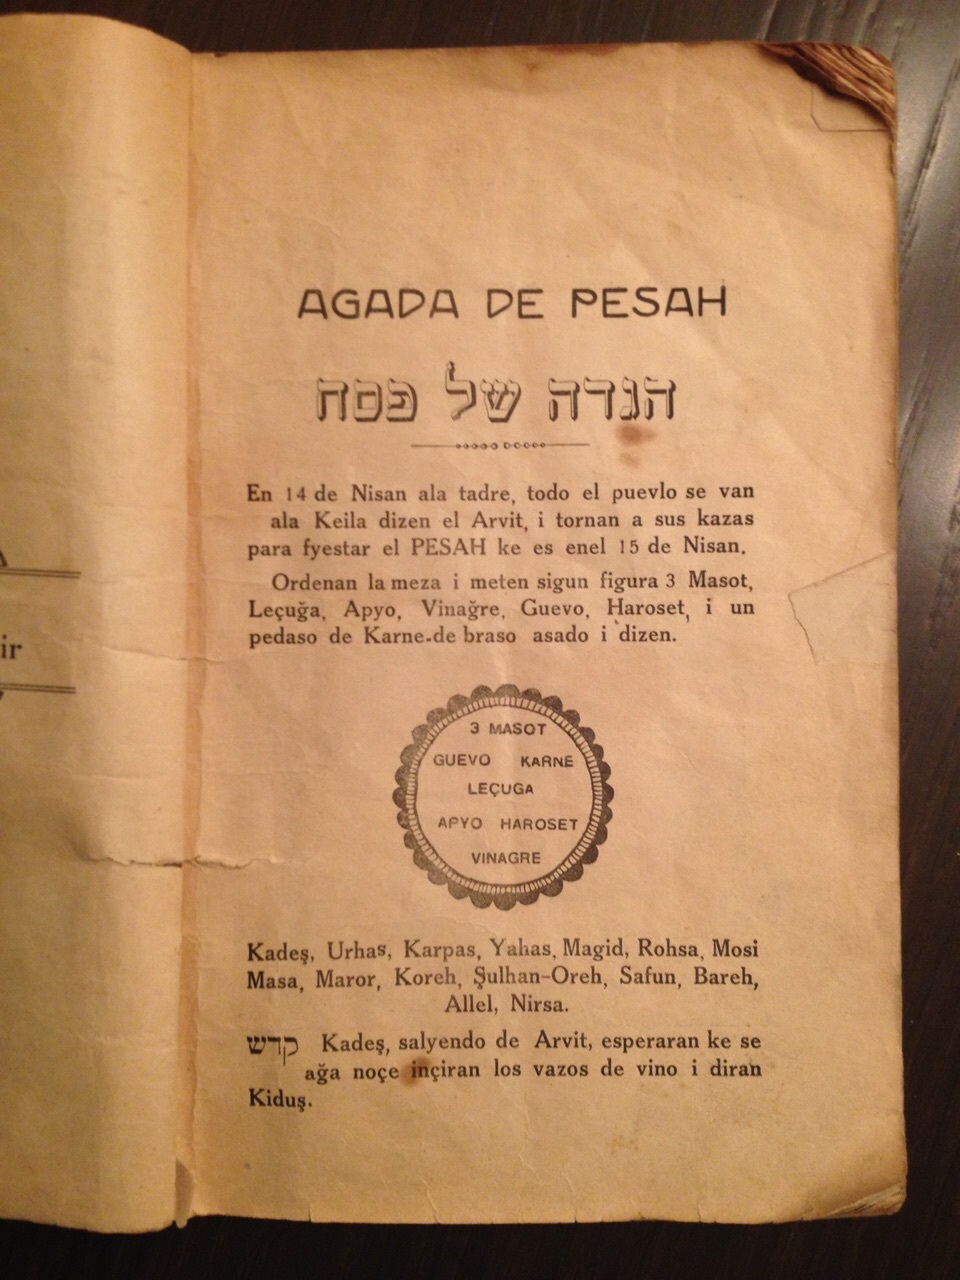 AGADA DE PESAH
הגדה של פסח
En 14 de Nisan ala tadre, todo el puevlo se van
ala Keila dizen el Arvit, i tornan a sus kazas
para fyestar el PESAH ke es enel 15 de Nisan.
Ordenan la meza i meten sigun figura 3 Masot,
Leçuğa, Apyo, Vinağre, Guevo, Haroset, i un
pedaso de Karne-de braso asado i dizen.
3 MASOT
GUEVO KARNE
LEÇUGA
APYO HAROSET
VINAGRE
Kadeş, Urhas, Karpas, Yahas, Magid, Rohsa, Mosi
Masa, Maror, Koreh, Şulhan-Oreh, Safun, Bareh,
Allel, Nirsa.
קדש Kadeş, salyendo de Arvit, esperaran ke se
ağa noçe inçiran los vazos de vino i diran
Kiduş.
ir